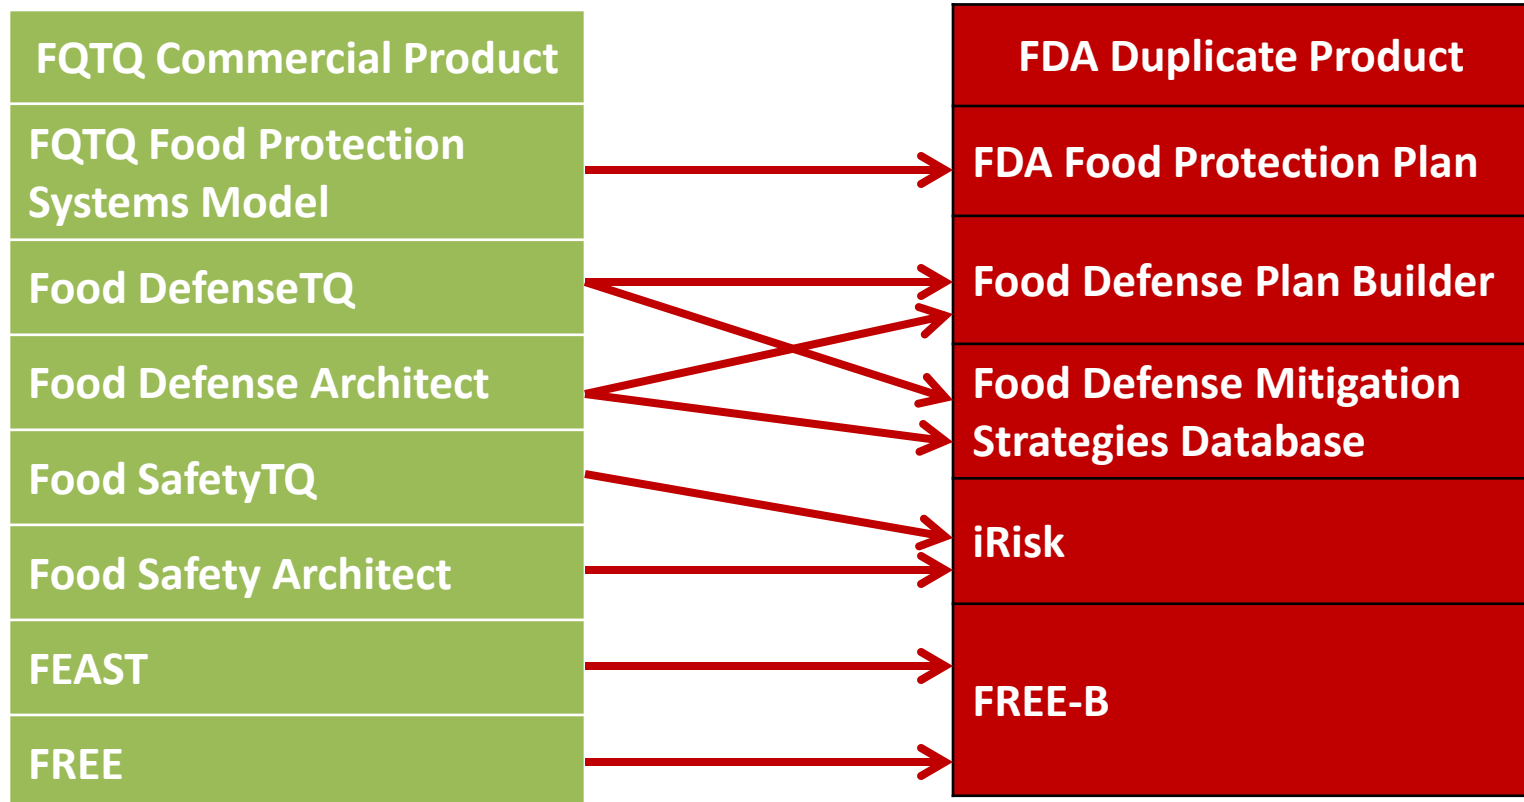 FQTQ Commercial Product
FQTQ Food Protection
Systems Model
Food DefenseTQ
Food Defense Architect
Food SafetyTQ
Food Safety Architect
FEAST
FREE
FDA Duplicate Product
FDA Food Protection Plan
Food Defense Plan Builder
Food Defense Mitigation
Strategies Database
iRisk
FREE-B